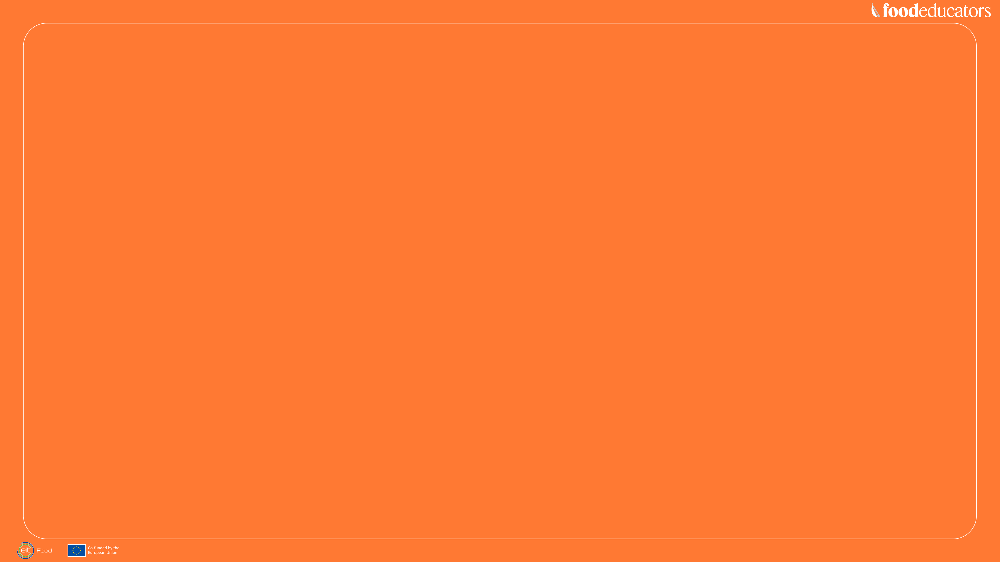 foodeducators
eit Food
Co-funded by the
European Union